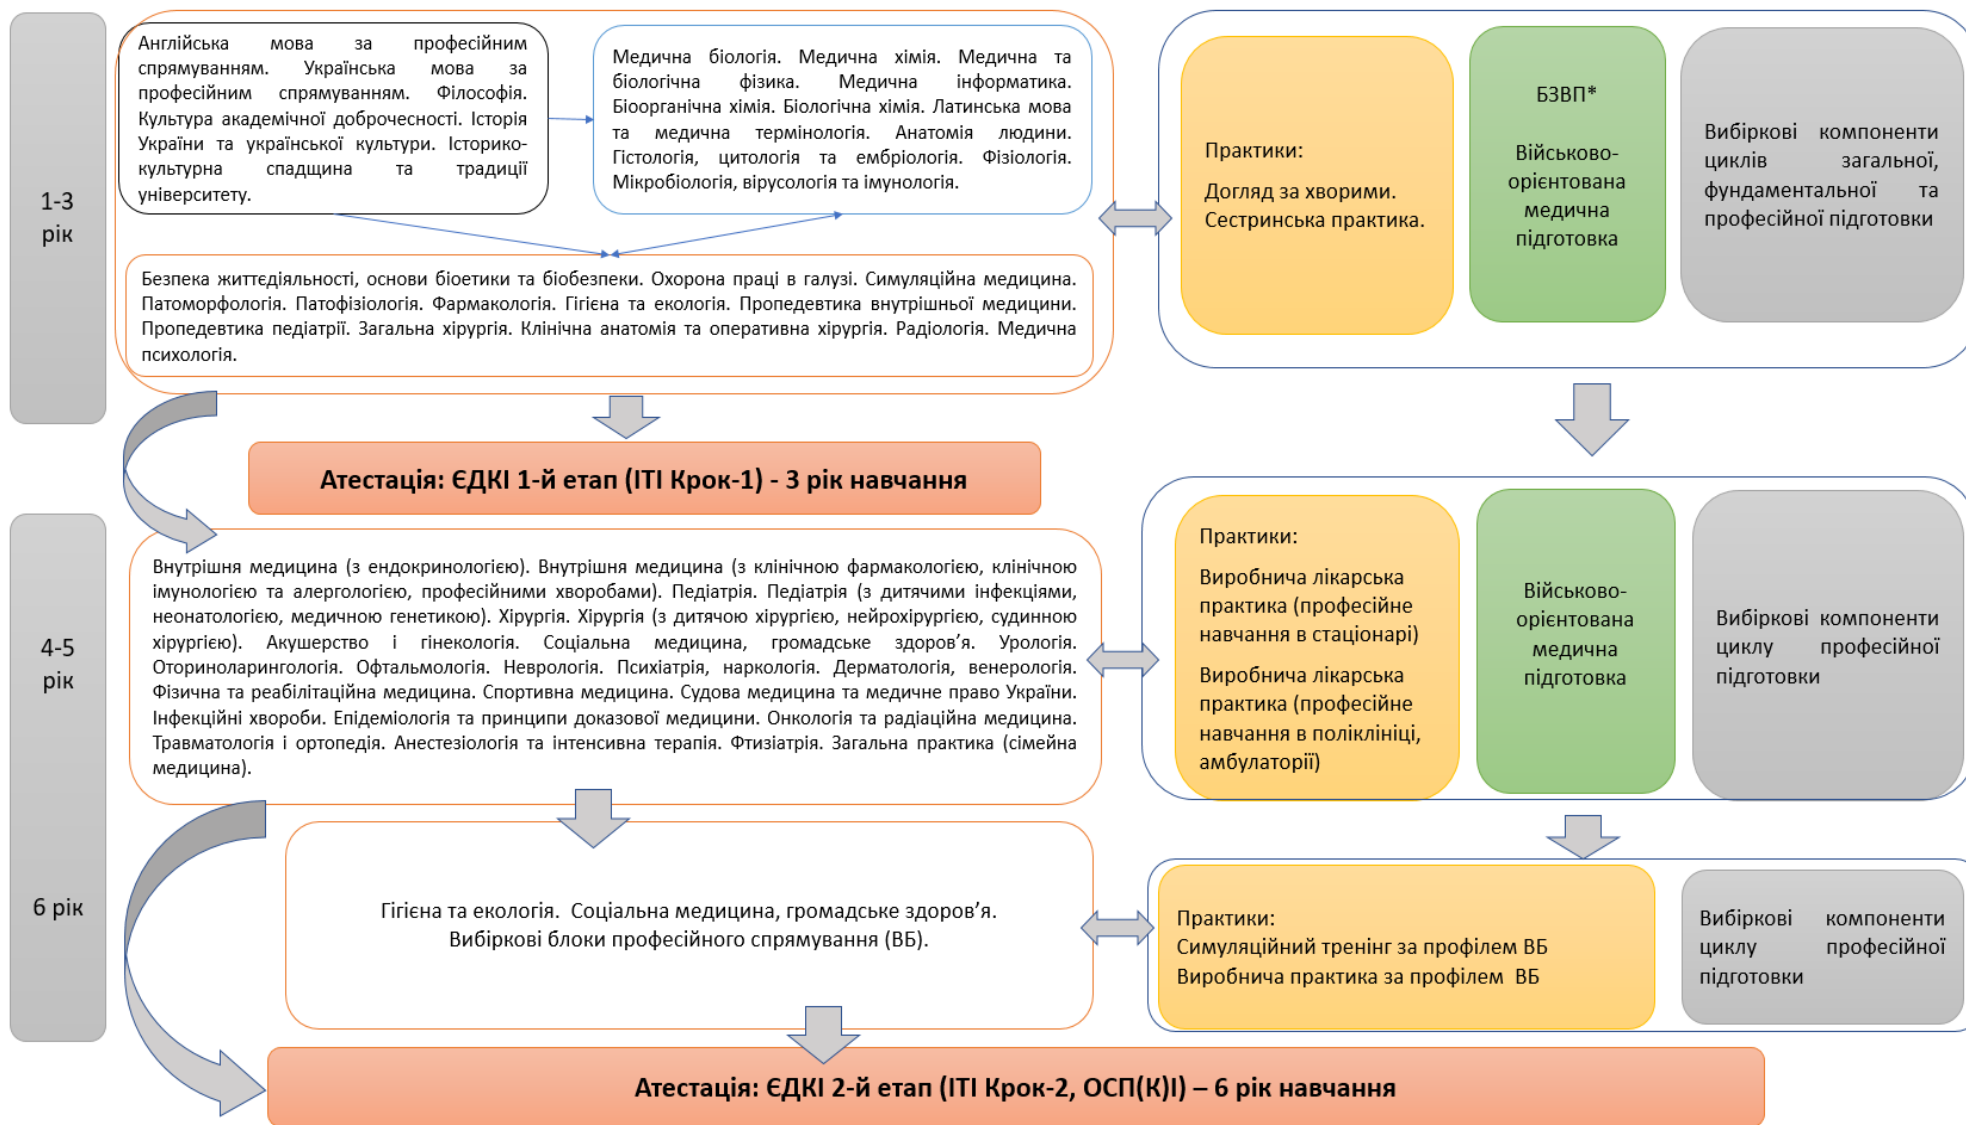 1-3
рік
Англійська мова за професійним
спрямуванням. Українська мова за
професійним спрямуванням. Філософія.
Культура академічної доброчесності. Історія
України та української культури. Історико-
культурна спадщина та традиції
університету.
Медична біологія. Медична хімія. Медична та
біологічна фізика. Медична інформатика.
Біоорганічна хімія. Біологічна хімія. Латинська мова
та медична термінологія. Анатомія людини.
Гістологія, цитологія та ембріологія. Фізіологія.
Мікробіологія, вірусологія та імунологія.
Безпека життєдіяльності, основи біоетики та біобезпеки. Охорона праці в галузі. Симуляційна медицина.
Патоморфологія. Патофізіологія. Фармакологія. Гігієна та екологія. Пропедевтика внутрішньої медицини.
Пропедевтика педіатрії. Загальна хірургія. Клінічна анатомія та оперативна хірургія. Радіологія. Медична
психологія.
Практики:
Догляд за хворими.
Сестринська практика.
БЗВП*
Військово-
орієнтована
медична
підготовка
Вибіркові компоненти
циклів загальної,
фундаментальної та
професійної підготовки
Атестація: ЄДКІ 1-й етап (ІТІ Крок-1) - 3 рік навчання
4-5
рік
Внутрішня медицина (з ендокринологією). Внутрішня медицина (з клінічною фармакологією, клінічною
імунологією та алергологією, професійними хворобами). Педіатрія. Педіатрія (з дитячими інфекціями,
неонатологією, медичною генетикою). Хірургія. Хірургія (з дитячою хірургією, нейрохірургією, судинною
хірургією). Акушерство і гінекологія. Соціальна медицина, громадське здоров’я. Урологія.
Оториноларингологія. Офтальмологія. Неврологія. Психіатрія, наркологія. Дерматологія, венерологія.
Фізична та реабілітаційна медицина. Спортивна медицина. Судова медицина та медичне право України.
Інфекційні хвороби. Епідеміологія та принципи доказової медицини. Онкологія та радіаційна медицина.
Травматологія і ортопедія. Анестезіологія та інтенсивна терапія. Фтизіатрія. Загальна практика (сімейна
медицина).
Практики:
Виробнича лікарська
практика (професійне
навчання в стаціонарі)
Виробнича лікарська
практика (професійне
навчання в поліклініці,
амбулаторії)
Військово-
орієнтована
медична
підготовка
Вибіркові компоненти
циклу професійної
підготовки
6 рік
Гігієна та екологія. Соціальна медицина, громадське здоров’я.
Вибіркові блоки професійного спрямування (ВБ).
Практики:
Симуляційний тренінг за профілем ВБ
Виробнича практика за профілем ВБ
Вибіркові компоненти
циклу професійної
підготовки
Атестація: ЄДКІ 2-й етап (ІТІ Крок-2, ОСП(К)І) – 6 рік навчання